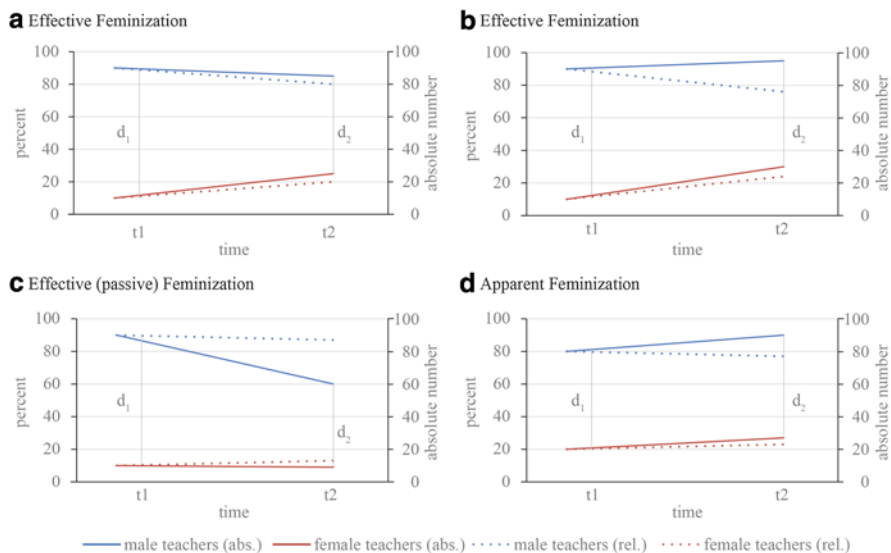 a Effective Feminization
100
80
60
40
20
0
percent
100
80
60
40
20
0
absolute number
d1
d2
t1
t2
time
b Effective Feminization
100
80
60
40
20
0
percent
100
80
60
40
20
0
absolute number
d1
d2
t1
t2
time
c Effective (passive) Feminization
100
80
60
40
20
0
percent
100
80
60
40
20
0
absolute number
d1
d2
t1
t2
time
d Apparent Feminization
100
80
60
40
20
0
percent
100
80
60
40
20
0
absolute number
d1
d2
t1
t2
time
male teachers (abs.) female teachers (abs.) male teachers (rel.) female teachers (rel.)